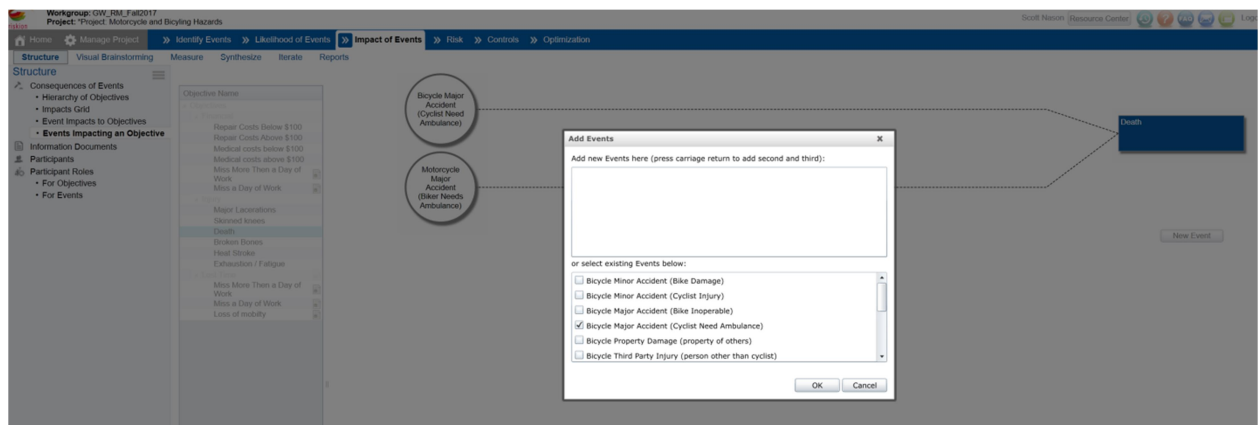 Workgroup: GW_RM_Fall2017
Project: "Project: Motorcycle and Bicyling Hazards
Scott Nason Resource Center
Home Manage Project » Identify Events » Likelihood of Events » Impact of Events » Risk » Controls » Optimization
Structure Visual Brainstorming Measure Synthesize Iterate Reports
Structure
Consequences of Events
• Hierarchy of Objectives
• Impacts Grid
• Event Impacts to Objectives
• Events Impacting an Objective
Information Documents
Participants
Participant Roles
• For Objectives
• For Events
Objective Name
Repair Costs Below $100
Repair Costs Above $100
Medical costs below $100
Medical costs above $100
Miss More Then a Day of
Work
Miss a Day of Work
Major Lacerations
Skinned knees
Death
Broken Bones
Heat Stroke
Exhaustion / Fatigue
Miss More Then a Day of
Work
Miss a Day of Work
Loss of mobilty
Bicycle Major
Accident
(Cyclist Need
Ambulance)
Motorcycle
Major
Accident
(Biker Needs
Ambulance)
Death
New Event
Add Events x
Add new Events here (press carriage return to add second and third):
or select existing Events below:
Bicycle Minor Accident (Bike Damage)
Bicycle Minor Accident (Cyclist Injury)
Bicycle Major Accident (Bike Inoperable)
Bicycle Major Accident (Cyclist Need Ambulance)
Bicycle Property Damage (property of others)
Bicycle Third Party Injury (person other than cyclist)
OK Cancel